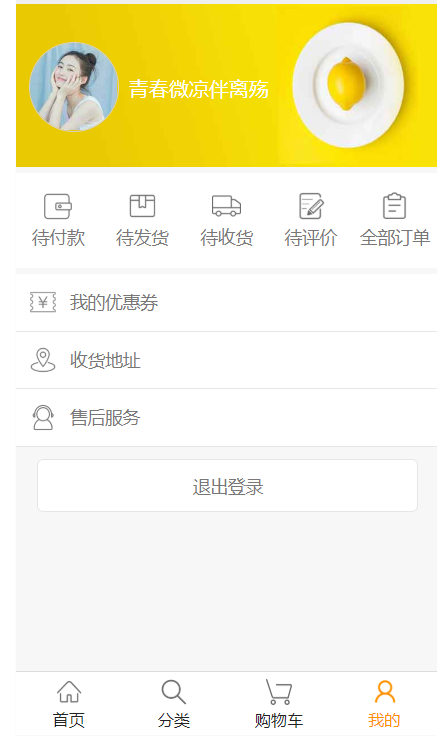 青春微凉伴离殇
待付款 待发货 待收货 待评价 全部订单
我的优惠券
收货地址
售后服务
退出登录
首页 分类 购物车 我的